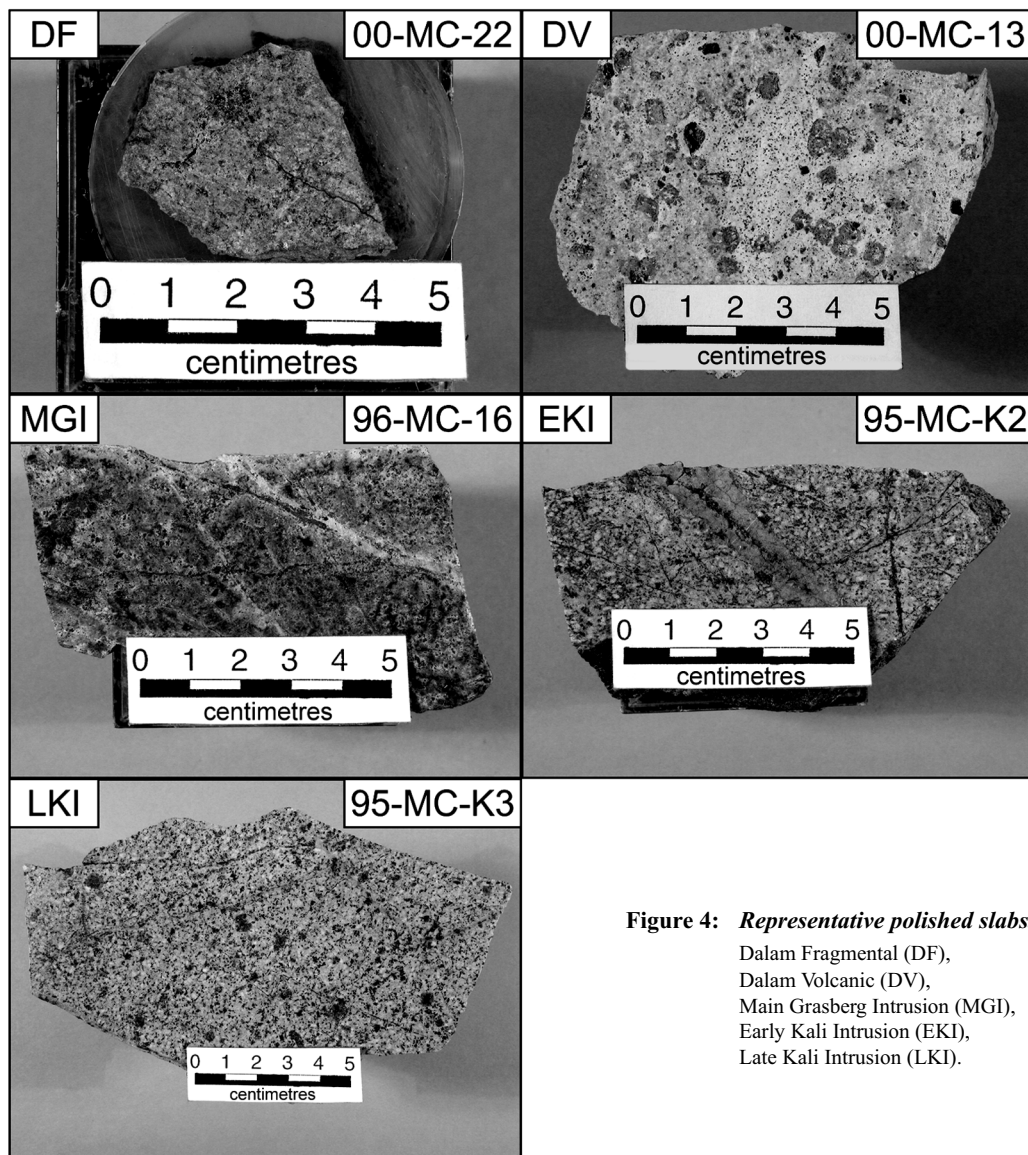 DF 00-MC-22
DV 00-MC-13
0 1 2 3 4 5
centimetres
0 1 2 3 4 5
centimetres
MGI 96-MC-16
EKI 95-MC-K2
0 1 2 3 4 5
centimetres
0 1 2 3 4 5
centimetres
LKI 95-MC-K3
0 1 2 3 4 5
centimetres
Figure 4: Representative polished slabs
Dalam Fragmental (DF),
Dalam Volcanic (DV),
Main Grasberg Intrusion (MGI),
Early Kali Intrusion (EKI),
Late Kali Intrusion (LKI).